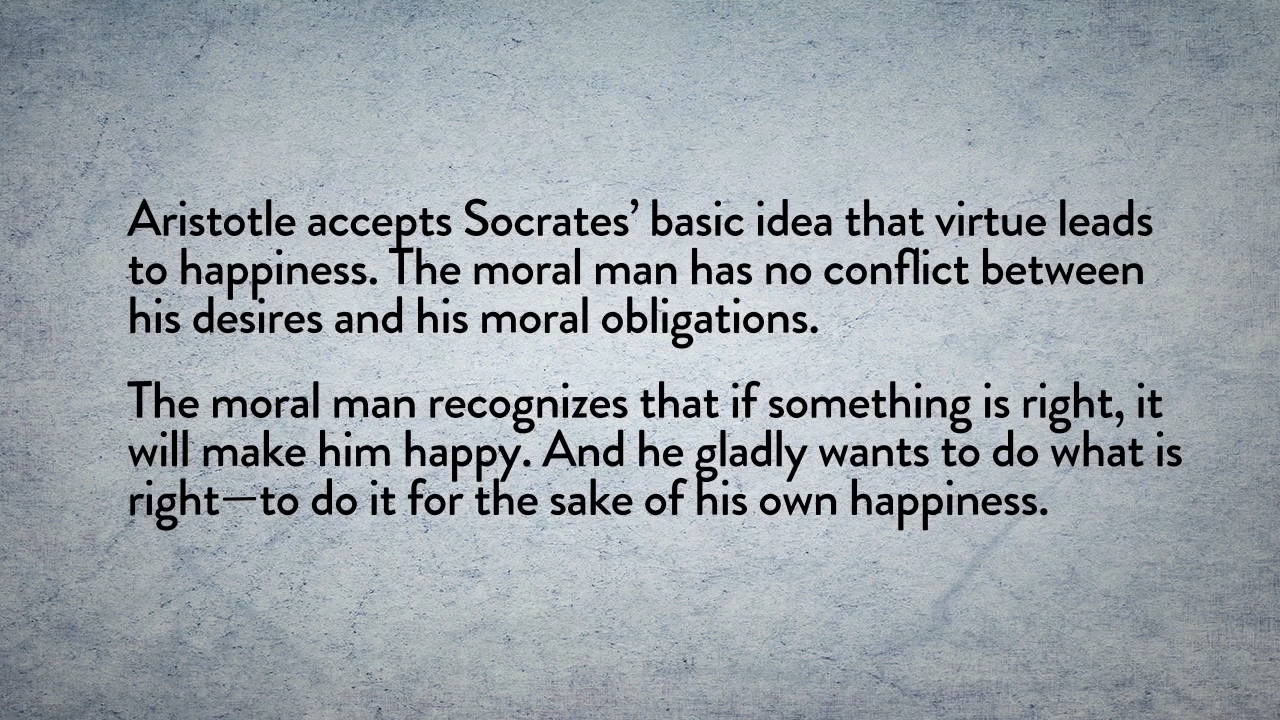 Aristotle accepts Socrates’ basic idea that virtue leads
to happiness. The moral man has no conflict between
his desires and his moral obligations.
The moral man recognizes that if something is right, it
will make him happy. And he gladly wants to do what is
right—to do it for the sake of his own happiness.